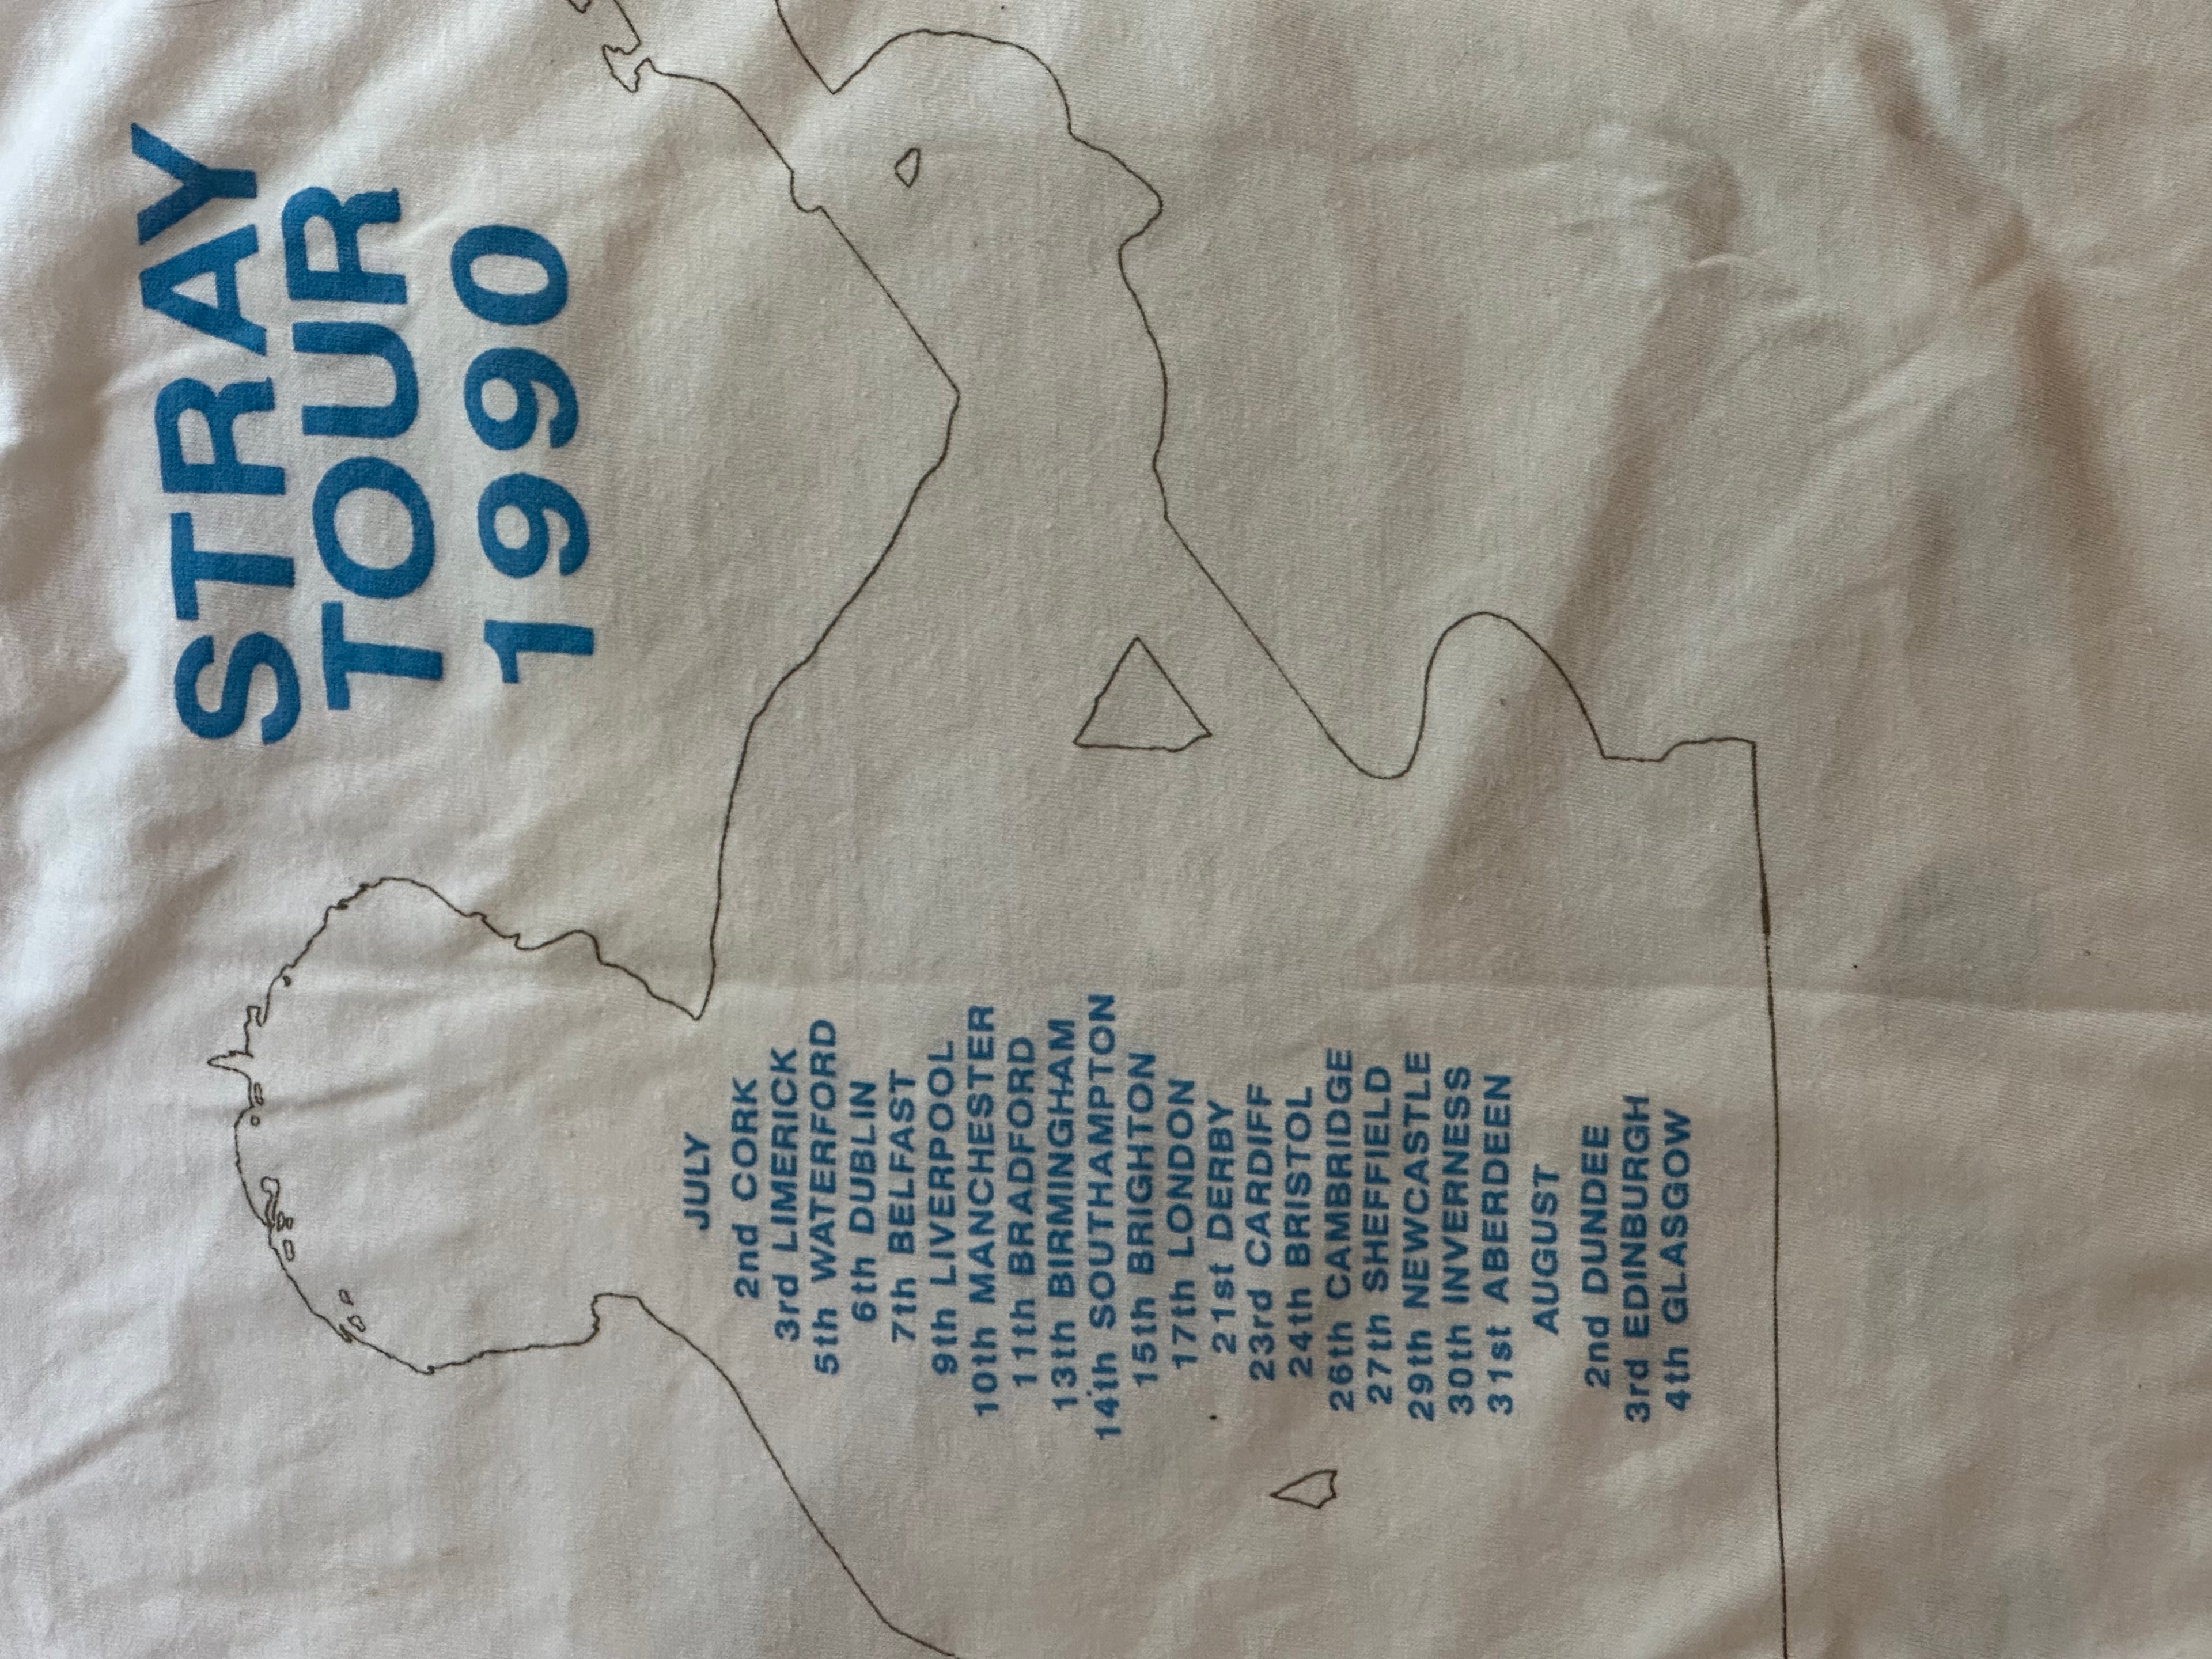 STRAY
TOUR
1990
JULY
2nd CORK
3rd LIMERICK
5th WATERFORD
6th DUBLIN
7th BELFAST
9th LIVERPOOL
10th MANCHESTER
11th BRADFORD
13th BIRMINGHAM
14th SOUTHAMPTON
15th BRIGHTON
17th LONDON
21st DERBY
23rd CARDIFF
24th BRISTOL
26th CAMBRIDGE
27th SHEFFIELD
29th NEWCASTLE
30th INVERNESS
31st ABERDEEN
AUGUST
2nd DUNDEE
3rd EDINBURGH
4th GLASGOW